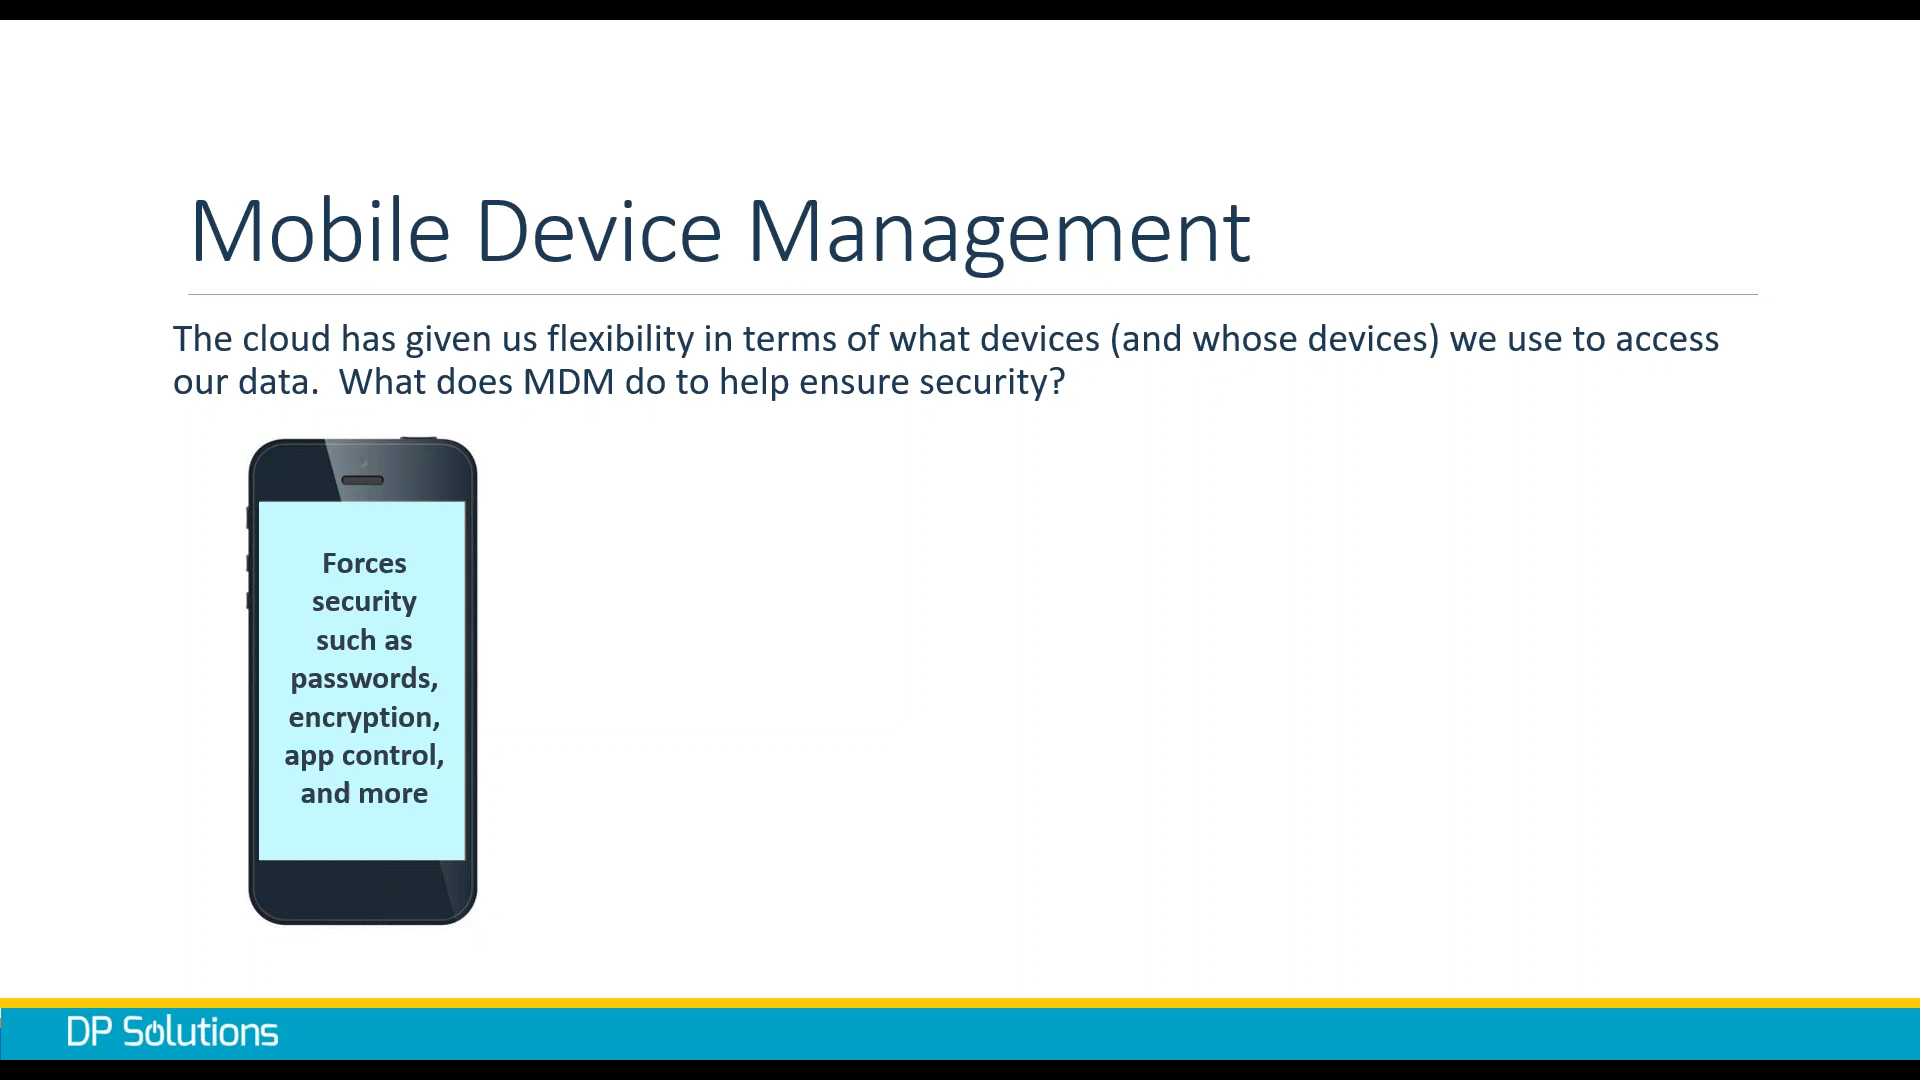 Mobile Device Management
The cloud has given us flexibility in terms of what devices (and whose devices) we use to access
our data.  What does MDM do to help ensure security?
Forces
security
such as
passwords,
encryption,
app control,
and more
DP Solutions